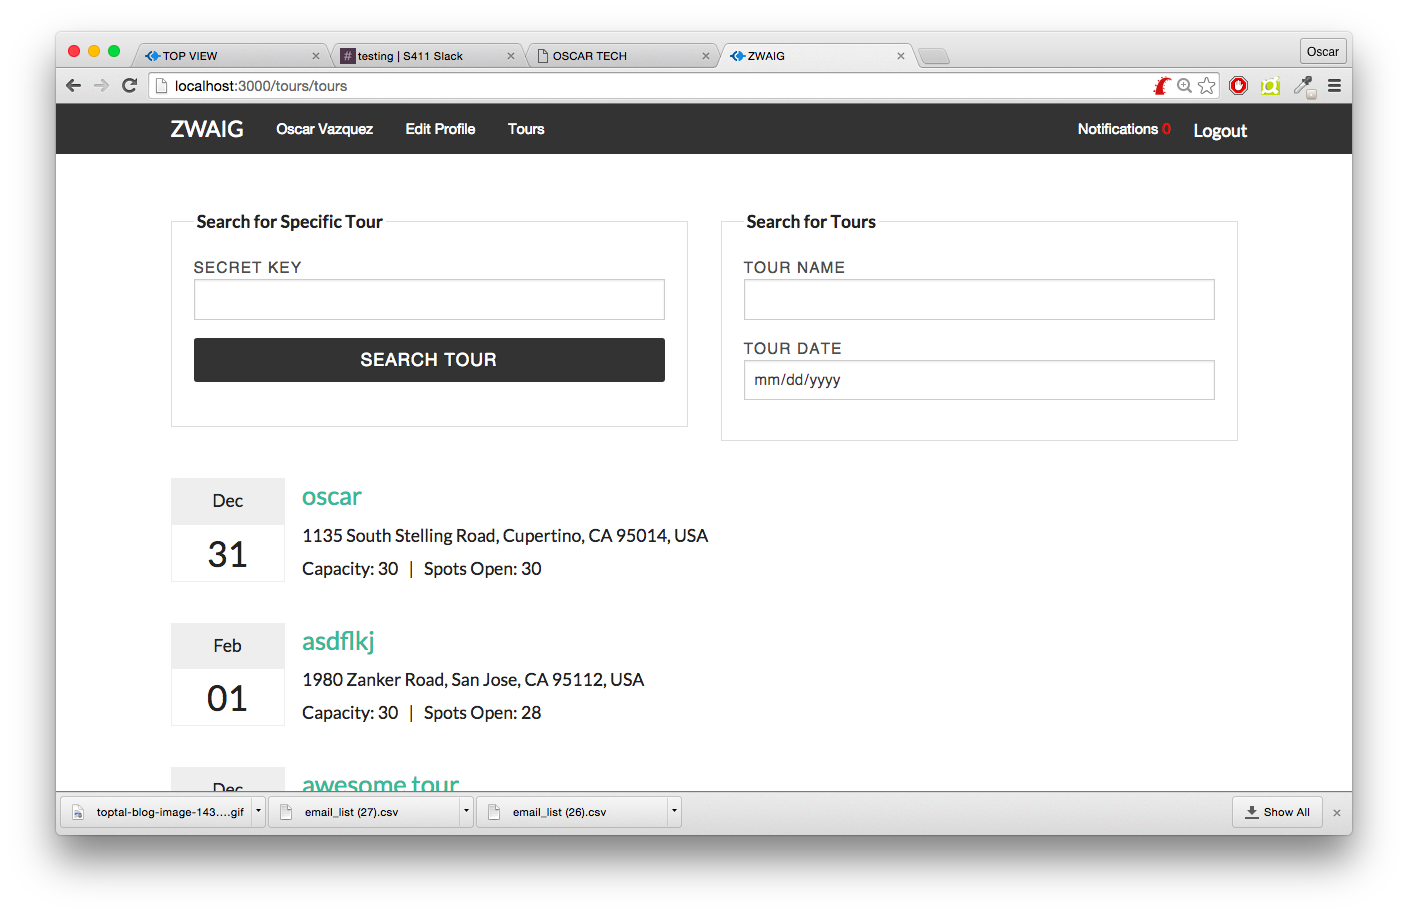 TOP VIEW
testing | S411 Slack
OSCAR TECH
ZWAIG
Oscar
localhost:3000/tours/tours
ZWAIG
Oscar Vazquez
Edit Profile
Tours
Notifications 0
Logout
Search for Specific Tour
SECRET KEY
SEARCH TOUR
Search for Tours
TOUR NAME
TOUR DATE
mm/dd/yyyy
Dec
31
oscar
1135 South Stelling Road, Cupertino, CA 95014, USA
Capacity: 30 | Spots Open: 30
Feb
01
asdflkj
1980 Zanker Road, San Jose, CA 95112, USA
Capacity: 30 | Spots Open: 28
Dec
awesome tour
toptal-blog-image-143....gif
email_list (27).csv
email_list (26).csv
Show All